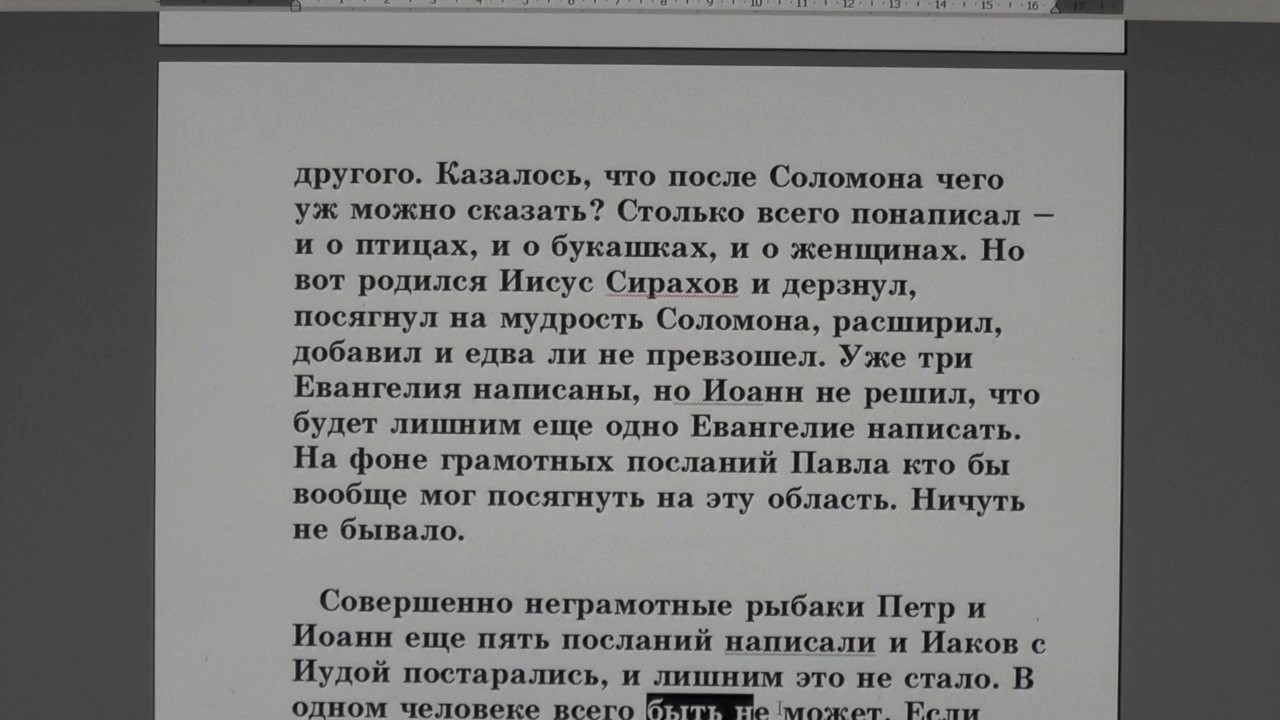 другого. Казалось, что после Соломона чего
уж можно сказать? Столько всего понаписал –
и о птицах, и о букашках, и о женщинах. Но
вот родился Иисус Сирахов и дерзнул,
посягнул на мудрость Соломона, расширил,
добавил и едва ли не превзошел. Уже три
Евангелия написаны, но Иоанн не решил, что
будет лишним еще одно Евангелие написать.
На фоне грамотных посланий Павла кто бы
вообще мог посягнуть на эту область. Ничуть
не бывало.
Совершенно неграмотные рыбаки Петр и
Иоанн еще пять посланий написали и Иаков с
Иудой постарались, и лишним это не стало. В
одном человеке всего быть не может. Если